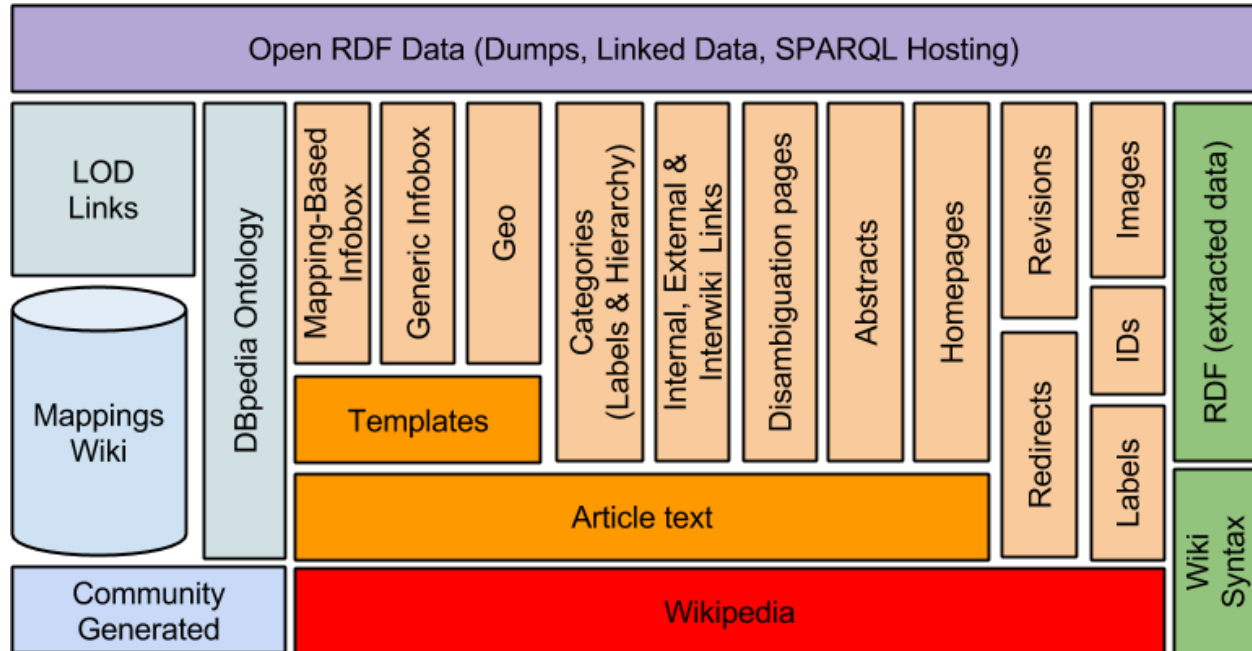 Open RDF Data (Dumps, Linked Data, SPARQL Hosting)
LOD
Links
Mappings
Wiki
DBpedia Ontology
Mapping-Based
Infobox
Generic Infobox
Geo
Categories
(Labels & Hierarchy)
Internal, External &
Interwiki Links
Disambiguation pages
Abstracts
Homepages
Revisions
Redirects
Images
IDs
Labels
RDF (extracted data)
Wiki
Syntax
Templates
Article text
Community
Generated
Wikipedia